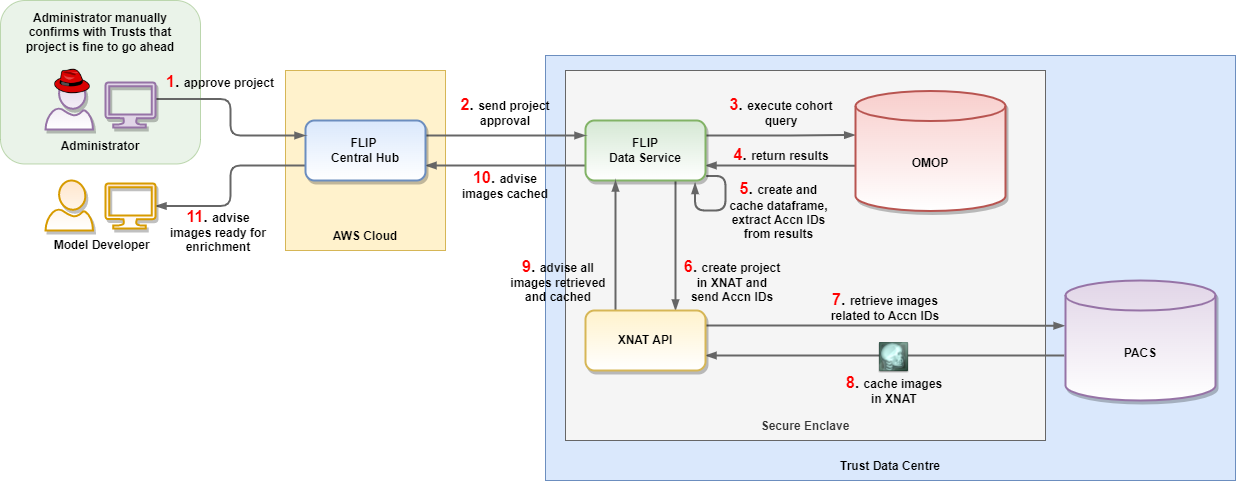 Administrator manually
confirms with Trusts that
project is fine to go ahead
Administrator
1. approve project
FLIP
Central Hub
AWS Cloud
Model Developer
11. advise
images ready for
enrichment
2. send project
approval
10. advise
images cached
FLIP
Data Service
3. execute cohort
query
4. return results
OMOP
5. create and
cache dataframe,
extract Accn IDs
from results
6. create project
in XNAT and
send Accn IDs
9. advise all
images retrieved
and cached
XNAT API
7. retrieve images
related to Accn IDs
8. cache images
in XNAT
PACS
Secure Enclave
Trust Data Centre